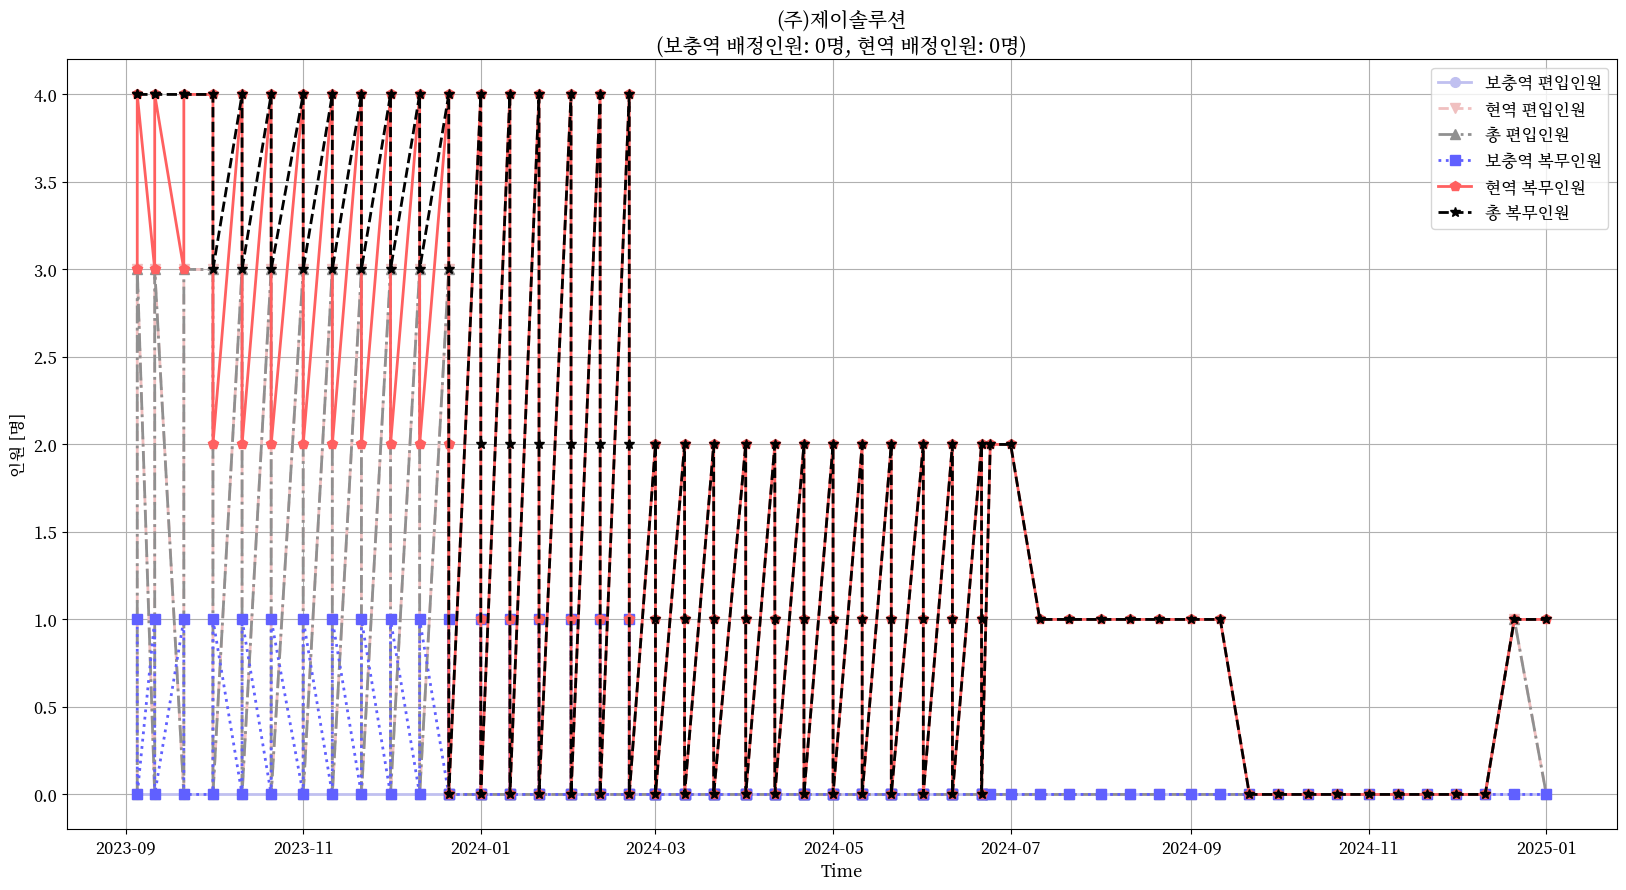 (주)제이솔루션
(보충역 배정인원: 0명, 현역 배정인원: 0명)
보충역 편입인원
현역 편입인원
총 편입인원
보충역 복무인원
현역 복무인원
총 복무인원
인원 [명]
4.0
3.5
3.0
2.5
2.0
1.5
1.0
0.5
0.0
2023-09 2023-11 2024-01 2024-03 2024-05 2024-07 2024-09 2024-11 2025-01
Time